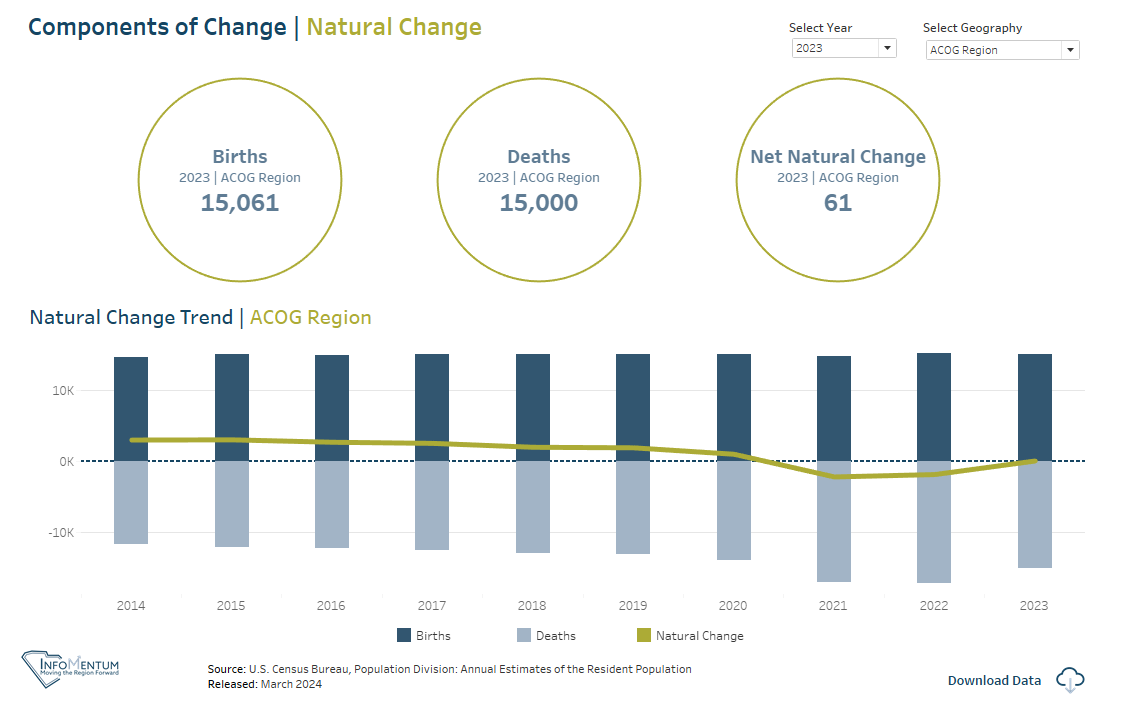 Components of Change | Natural Change
Select Year
2023
Select Geography
ACOG Region
Births
2023 | ACOG Region
15,061
Deaths
2023 | ACOG Region
15,000
Net Natural Change
2023 | ACOG Region
61
Natural Change Trend | ACOG Region
10K
0K
-10K
2014 2015 2016 2017 2018 2019 2020 2021 2022 2023
Births Deaths Natural Change
INFOMENTUM
Moving the Region Forward
Source: U.S. Census Bureau, Population Division: Annual Estimates of the Resident Population
Released: March 2024
Download Data